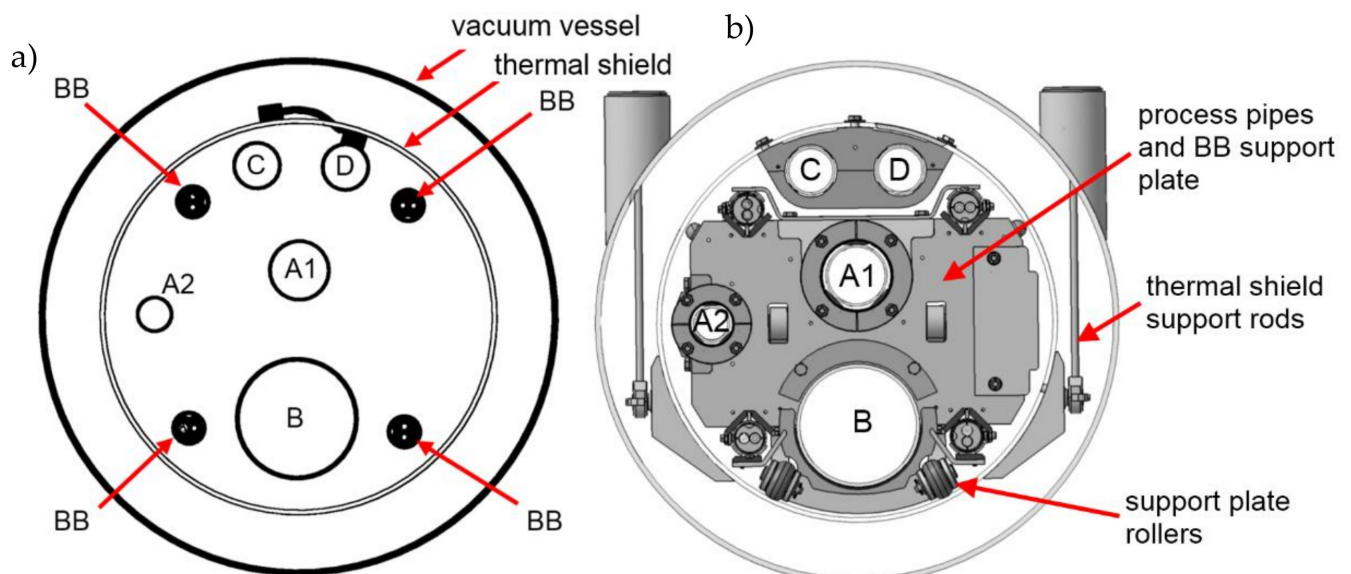 a)
vacuum vessel
thermal shield
BB
BB
C
D
A1
A2
B
BB
BB
b)
process pipes
and BB support
plate
C
D
A1
A2
B
thermal shield
support rods
support plate
rollers